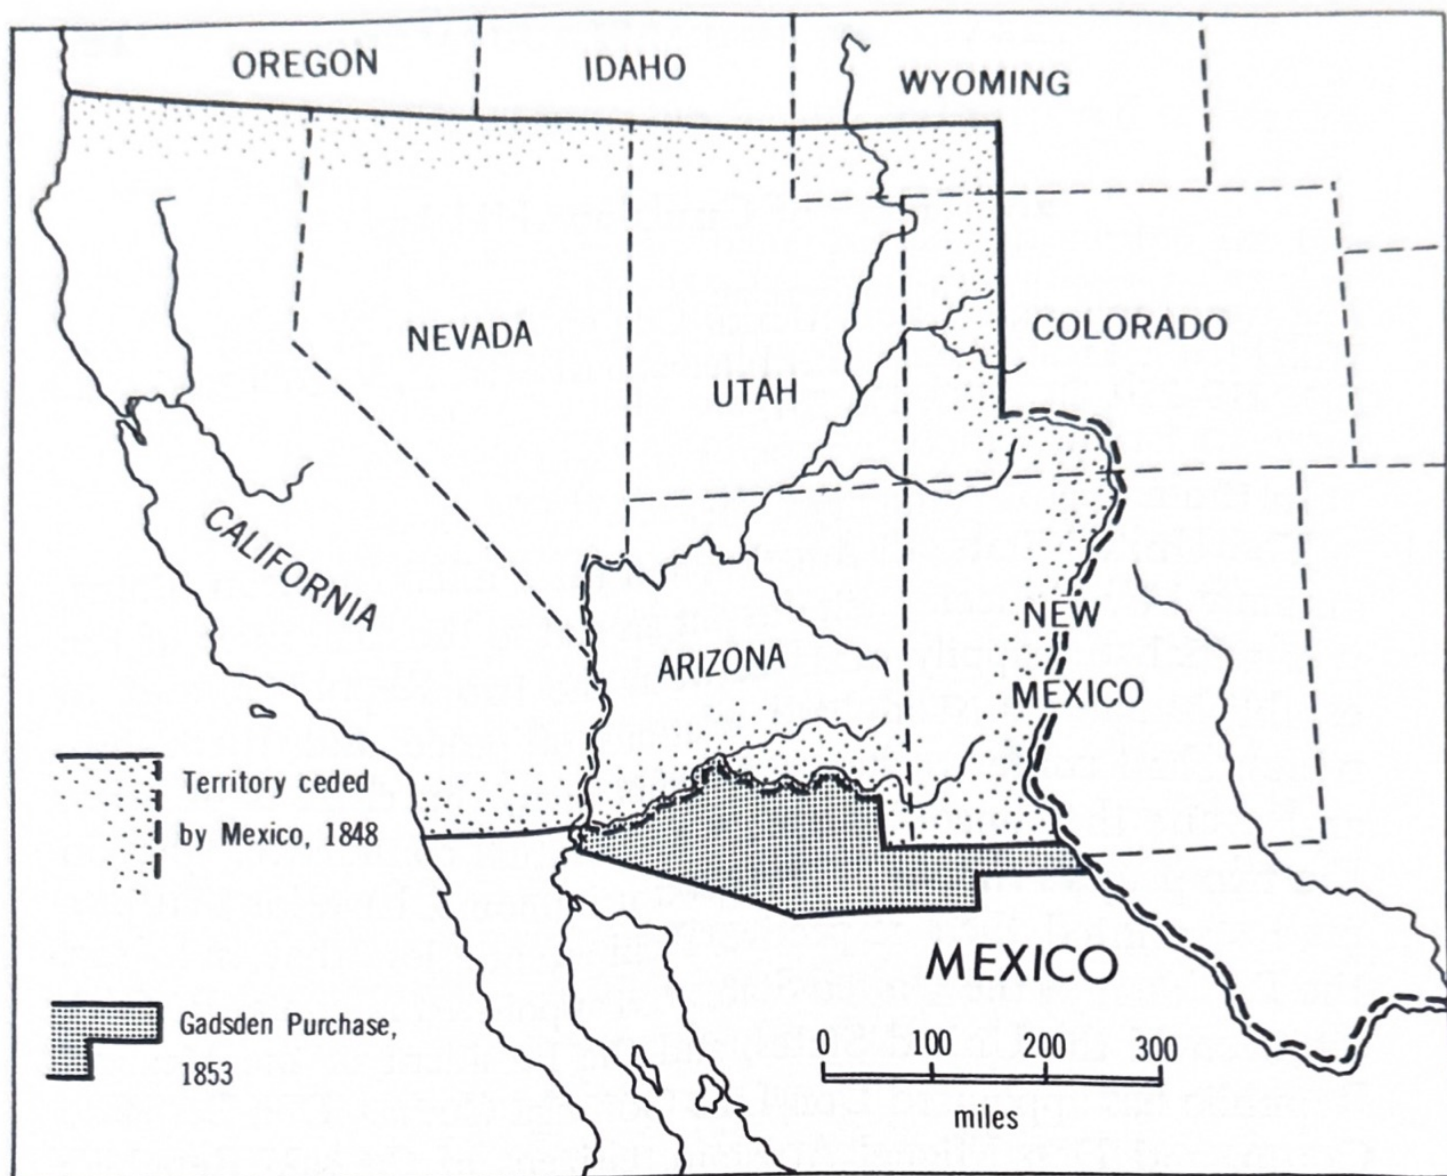 OREGON
IDAHO
WYOMING
NEVADA
UTAH
COLORADO
CALIFORNIA
ARIZONA
NEW
MEXICO
Territory ceded
by Mexico, 1848
MEXICO
Gadsden Purchase,
1853
0 100 200 300
miles